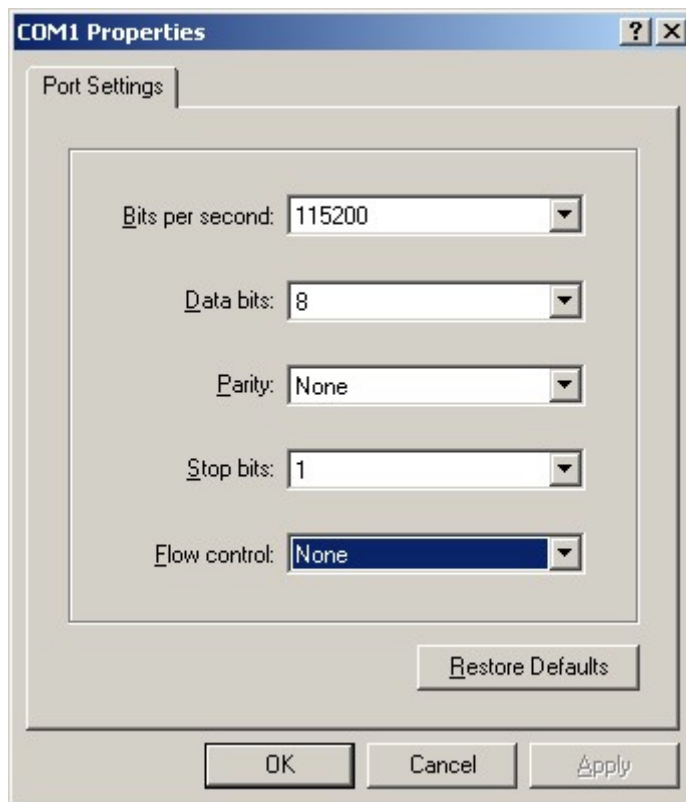 COM1 Properties
Port Settings
Bits per second: 115200
Data bits: 8
Parity: None
Stop bits: 1
Flow control: None
Restore Defaults
OK Cancel Apply